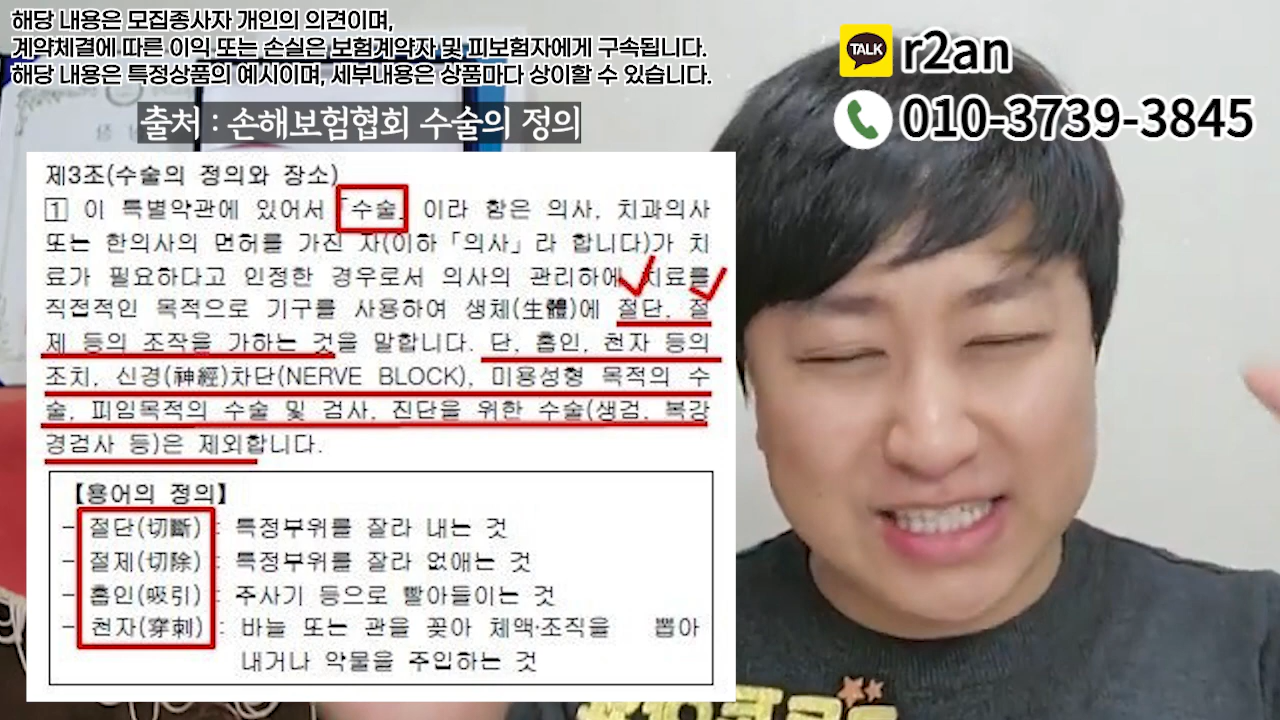 해당 내용은 모집종사자 개인의 의견이며,
계약체결에 따른 이익 또는 손실은 보험계약자 및 피보험자에게 구속됩니다.
해당 내용은 특정상품의 예시이며, 세부내용은 상품마다 상이할 수 있습니다.
TALK r2an
010-3739-3845
출처 : 손해보험협회 수술의 정의
제3조(수술의 정의와 장소)
1 이 특별약관에 있어서 「수술」 이라 함은 의사, 치과의사
또는 한의사의 면허를 가진 자(이하「의사」라 합니다)가 치
료가 필요하다고 인정한 경우로서 의사의 관리하에 치료를
직접적인 목적으로 기구를 사용하여 생체(生體)에 절단, 절
제 등의 조작을 가하는 것을 말합니다. 단, 흡인, 천자 등의
조치, 신경(神經)차단(NERVE BLOCK), 미용성형 목적의 수
술, 피임목적의 수술 및 검사, 진단을 위한 수술(생검, 복강
경검사 등)은 제외합니다.
【용어의 정의】
- 절단(切斷) : 특정부위를 잘라 내는 것
- 절제(切除) : 특정부위를 잘라 없애는 것
- 흡인(吸引) : 주사기 등으로 빨아들이는 것
- 천자(穿刺) : 바늘 또는 관을 꽂아 체액·조직을 뽑아
내거나 약물을 주입하는 것